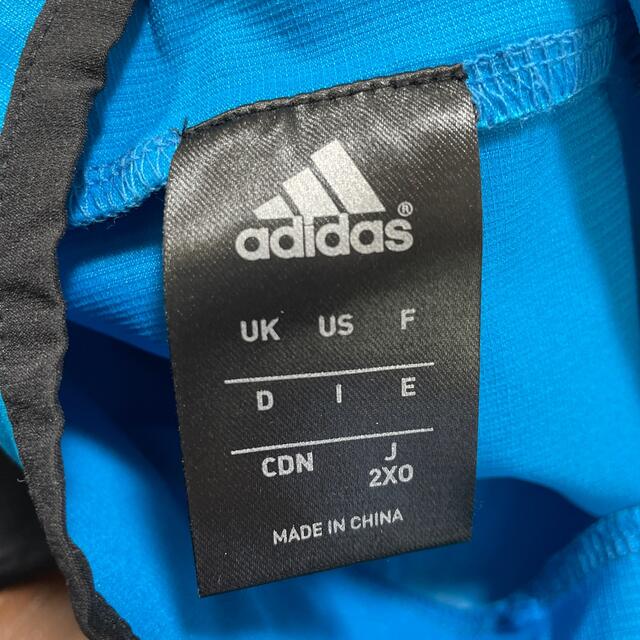 adidas®
UK US F
D I E
CDN J
2XO
MADE IN CHINA